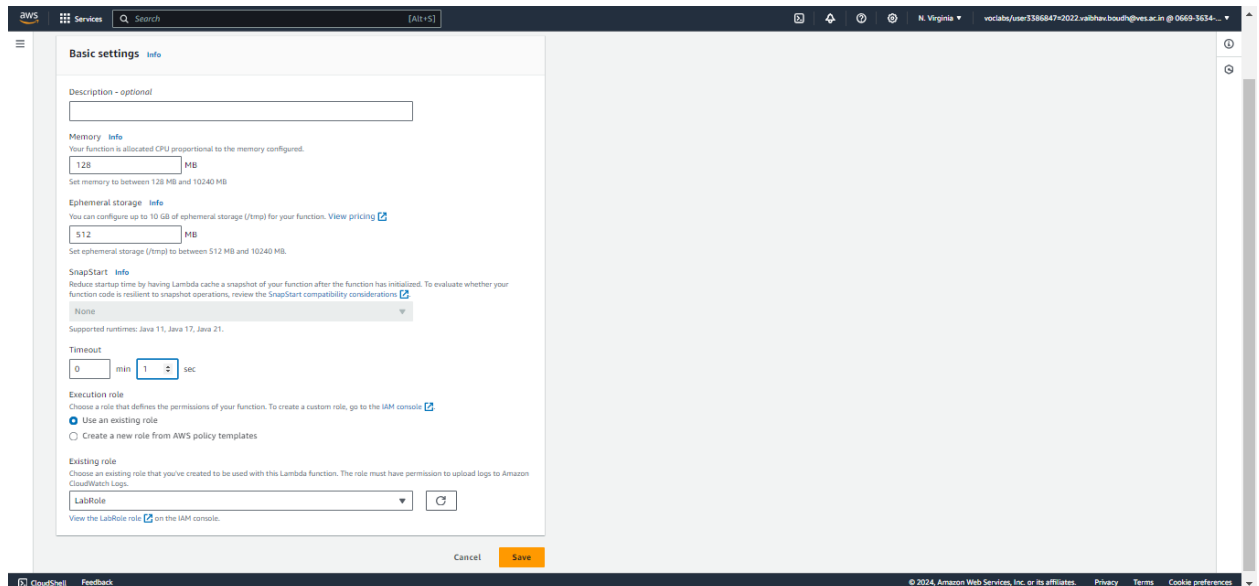 aws Services Search [Alt+S] N. Virginia voclabs/user3386847=2022.vaibhav.boudh@ves.ac.in @ 0669-3634-...
Basic settings Info
Description - optional
Memory Info
Your function is allocated CPU proportional to the memory configured.
128 MB
Set memory to between 128 MB and 10240 MB
Ephemeral storage Info
You can configure up to 10 GB of ephemeral storage (/tmp) for your function. View pricing
512 MB
Set ephemeral storage (/tmp) to between 512 MB and 10240 MB.
SnapStart Info
Reduce startup time by having Lambda cache a snapshot of your function after the function has initialized. To evaluate whether your
function code is resilient to snapshot operations, review the SnapStart compatibility considerations.
None
Supported runtimes: Java 11, Java 17, Java 21.
Timeout
0 min 1 sec
Execution role
Choose a role that defines the permissions of your function. To create a custom role, go to the IAM console.
Use an existing role
Create a new role from AWS policy templates
Existing role
Choose an existing role that you've created to be used with this Lambda function. The role must have permission to upload logs to Amazon
CloudWatch Logs.
LabRole
View the LabRole role on the IAM console.
Cancel Save
CloudShell Feedback © 2024, Amazon Web Services, Inc. or its affiliates. Privacy Terms Cookie preferences